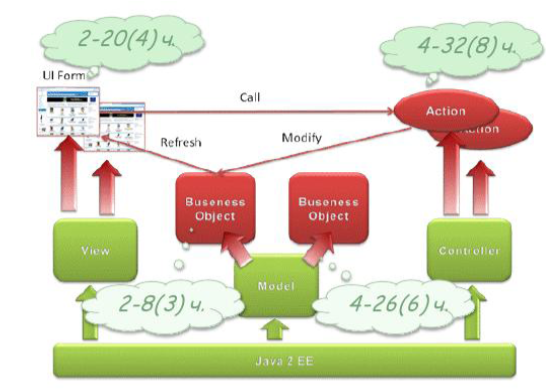 2-20(4) ч.
4-32(8) ч.
UI Form
Call
Action
Action
Refresh
Modify
Buseness
Object
Buseness
Object
View
Controller
Model
2-8(3) ч.
4-26(6) ч.
Java 2 EE